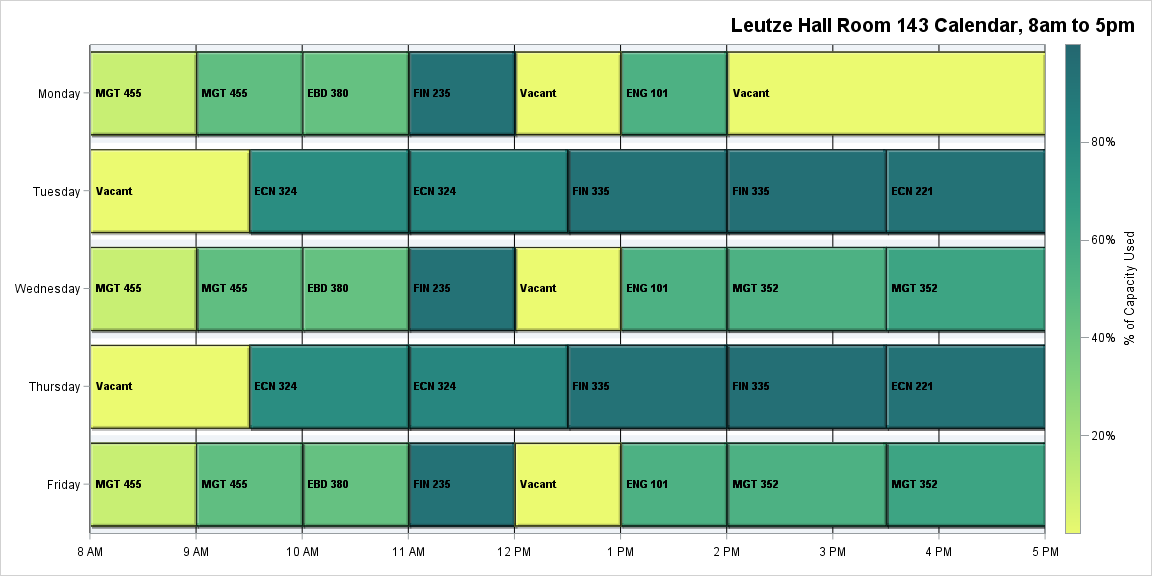 Leutze Hall Room 143 Calendar, 8am to 5pm
Monday
MGT 455
MGT 455
EBD 380
FIN 235
Vacant
ENG 101
Vacant
Tuesday
Vacant
ECN 324
ECN 324
FIN 335
FIN 335
ECN 221
Wednesday
MGT 455
MGT 455
EBD 380
FIN 235
Vacant
ENG 101
MGT 352
MGT 352
Thursday
Vacant
ECN 324
ECN 324
FIN 335
FIN 335
ECN 221
Friday
MGT 455
MGT 455
EBD 380
FIN 235
Vacant
ENG 101
MGT 352
MGT 352
8 AM
9 AM
10 AM
11 AM
12 PM
1 PM
2 PM
3 PM
4 PM
5 PM
80%
60%
40%
20%
% of Capacity Used